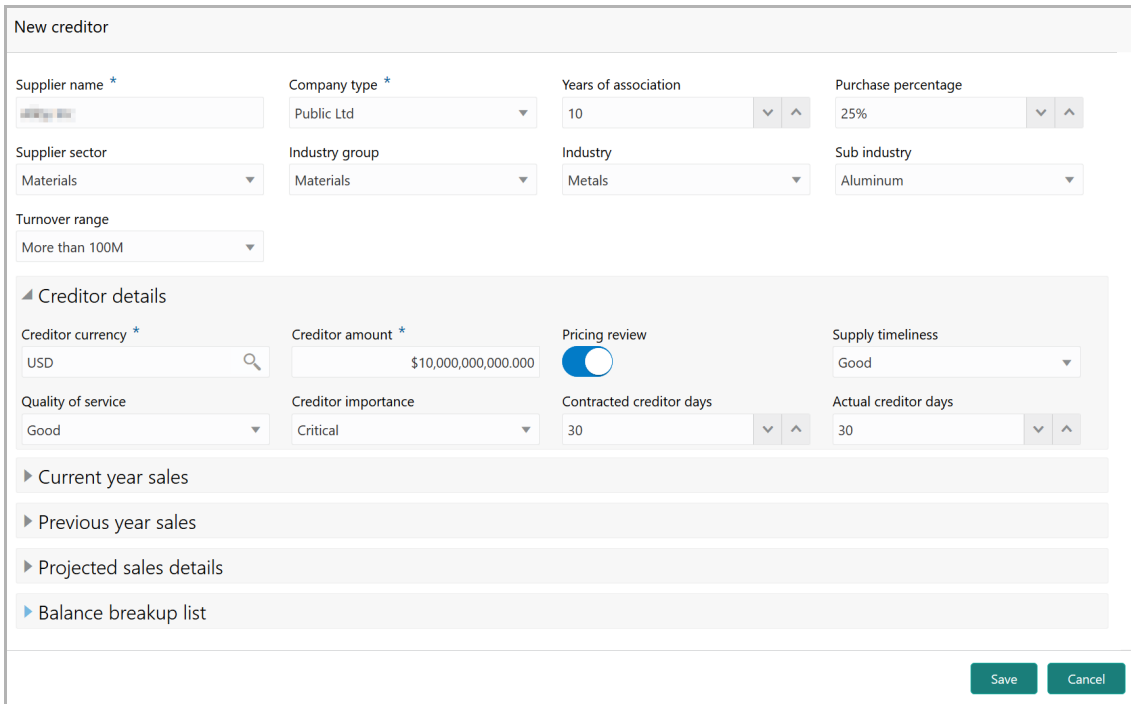 New creditor
Supplier name * Company type * Years of association Purchase percentage
Public Ltd 10 25%
Supplier sector Industry group Industry Sub industry
Materials Materials Metals Aluminum
Turnover range
More than 100M
Creditor details
Creditor currency * Creditor amount * Pricing review Supply timeliness
USD $10,000,000,000.000 Good
Quality of service Creditor importance Contracted creditor days Actual creditor days
Good Critical 30 30
Current year sales
Previous year sales
Projected sales details
Balance breakup list
Save Cancel